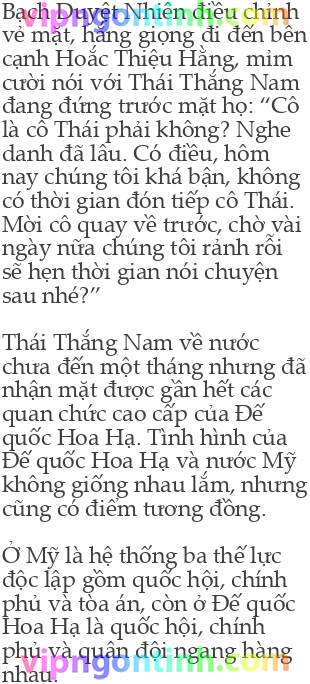 Bạch Duyệt Nhiên điều chỉnh
vẻ mặt, hắng giọng đi đến bên
cạnh Hoắc Thiệu Hằng, mỉm
cười nói với Thái Thắng Nam
đang đứng trước mặt họ: “Cô
là cô Thái phải không? Nghe
danh đã lâu. Có điều, hôm
nay chúng tôi khá bận, không
có thời gian đón tiếp cô Thái.
Mời cô quay về trước, chờ vài
ngày nữa chúng tôi rảnh rỗi
sẽ hẹn thời gian nói chuyện
sau nhé?”
Thái Thắng Nam về nước
chưa đến một tháng nhưng đã
nhận mặt được gần hết các
quan chức cao cấp của Đế
quốc Hoa Hạ. Tình hình của
Đế quốc Hoa Hạ và nước Mỹ
không giống nhau lắm, nhưng
cũng có điểm tương đồng.
Ở Mỹ là hệ thống ba thế lực
độc lập gồm quốc hội, chính
phủ và tòa án, còn ở Đế quốc
Hoa Hạ là quốc hội, chính
phủ và quân đội ngang hàng
nhau.
vipngontinh.com
vipngontinh.com